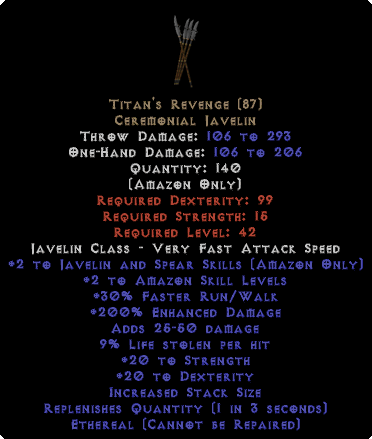 Titan's Revenge (87)
Ceremonial Javelin
Throw Damage: 106 to 293
One-Hand Damage: 106 to 206
Quantity: 140
(Amazon Only)
Required Dexterity: 99
Required Strength: 15
Required Level: 42
Javelin Class - Very Fast Attack Speed
+2 to Javelin and Spear Skills (Amazon Only)
+2 to Amazon Skill Levels
+30% Faster Run/Walk
+200% Enhanced Damage
Adds 25-50 damage
9% Life stolen per hit
+20 to Strength
+20 to Dexterity
Increased Stack Size
Replenishes Quantity (1 in 3 seconds)
Ethereal (Cannot be Repaired)